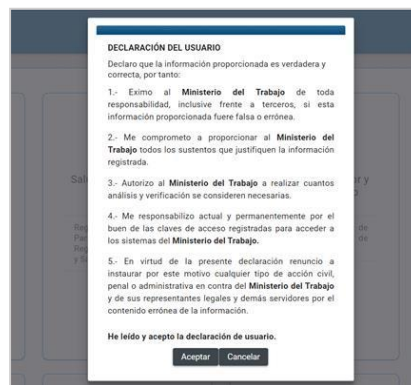 DECLARACIÓN DEL USUARIO
Declaro que la información proporcionada es verdadera y
correcta, por tanto:
1.- Eximo al Ministerio del Trabajo de toda
responsabilidad, inclusive frente a terceros, si esta
información proporcionada fuere falsa o errónea.
2.- Me comprometo a proporcionar al Ministerio del
Trabajo todos los sustentos que justifiquen la información
registrada.
3.- Autorizo al Ministerio del Trabajo a realizar cuantos
análisis y verificación se consideren necesarias.
4.- Me responsabilizo actual y permanentemente por el
buen de las claves de acceso registradas para acceder a
los sistemas del Ministerio del Trabajo.
5.- En virtud de la presente declaración renuncio a
instaurar por este motivo cualquier tipo de acción civil,
penal o administrativa en contra del Ministerio del Trabajo
y de sus representantes legales y demás servidores por el
contenido errónea de la información.
He leído y acepto la declaración de usuario.
Aceptar Cancelar